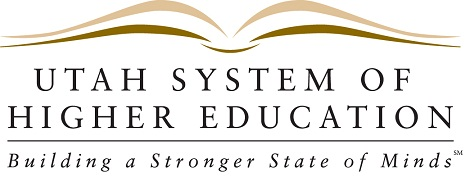 UTAH SYSTEM OF
HIGHER EDUCATION
Building a Stronger State of Minds℠